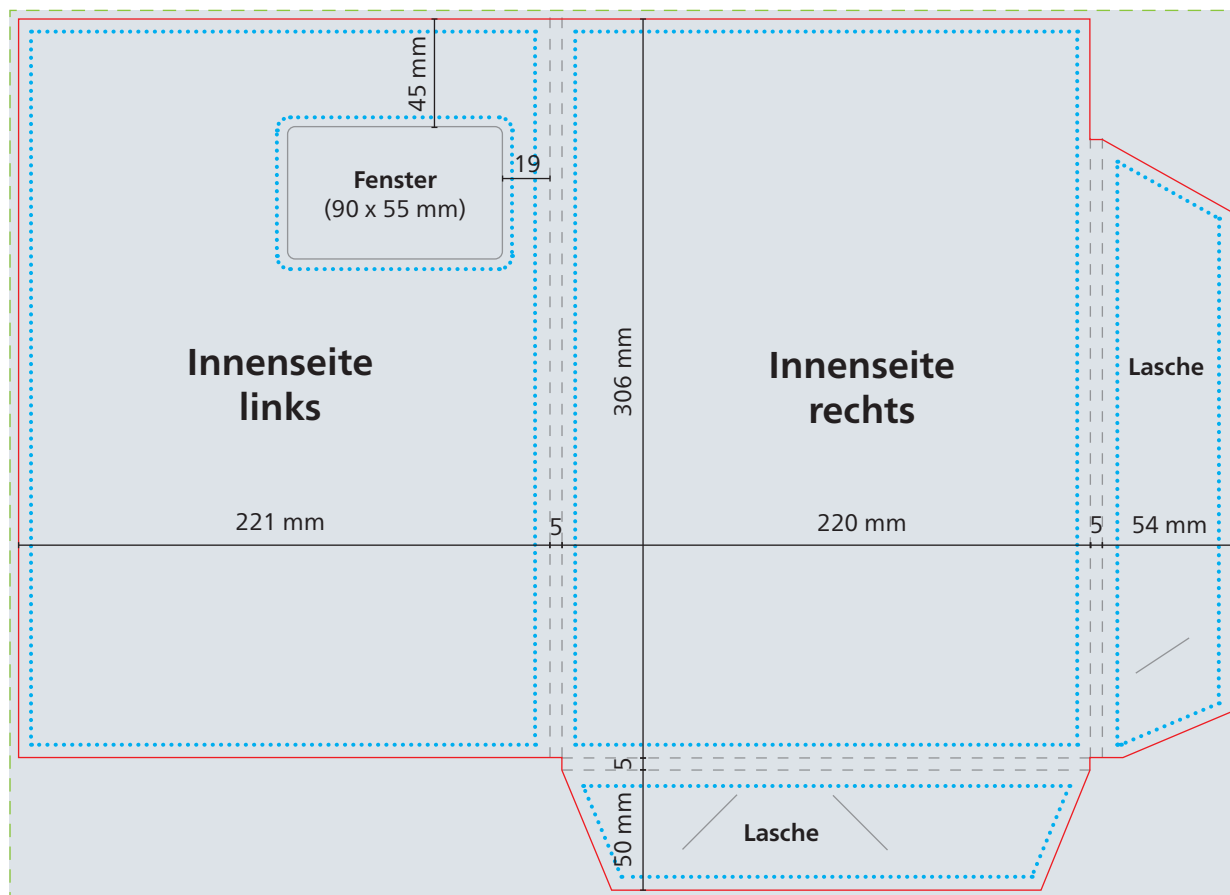 45 mm
19
Fenster
(90 x 55 mm)
Innenseite
links
306 mm
Innenseite
rechts
Lasche
221 mm
5
220 mm
5
54 mm
5
50 mm
Lasche